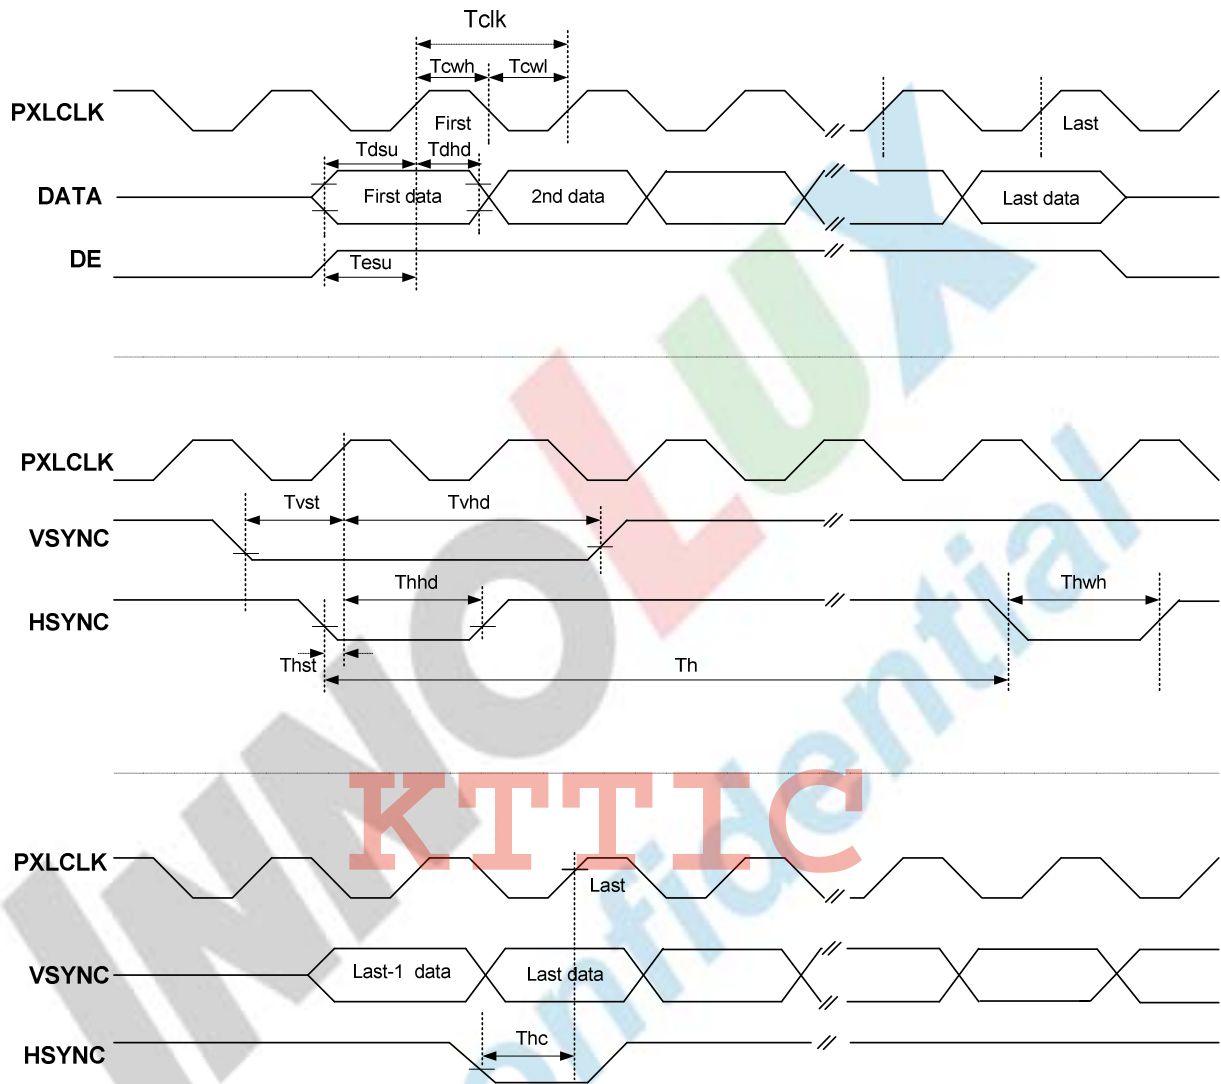 Tclk
Tcwh Tcwl
PXLCLK
First Last
Tdsu Tdhd
DATA First data 2nd data Last data
DE
Tesu
PXLCLK
Tvst Tvhd
VSYNC
Thhd Thwh
HSYNC
Thst Th
KTTIC
PXLCLK
Last
VSYNC Last-1 data Last data
Thc
HSYNC
INNOLUX
Confidential